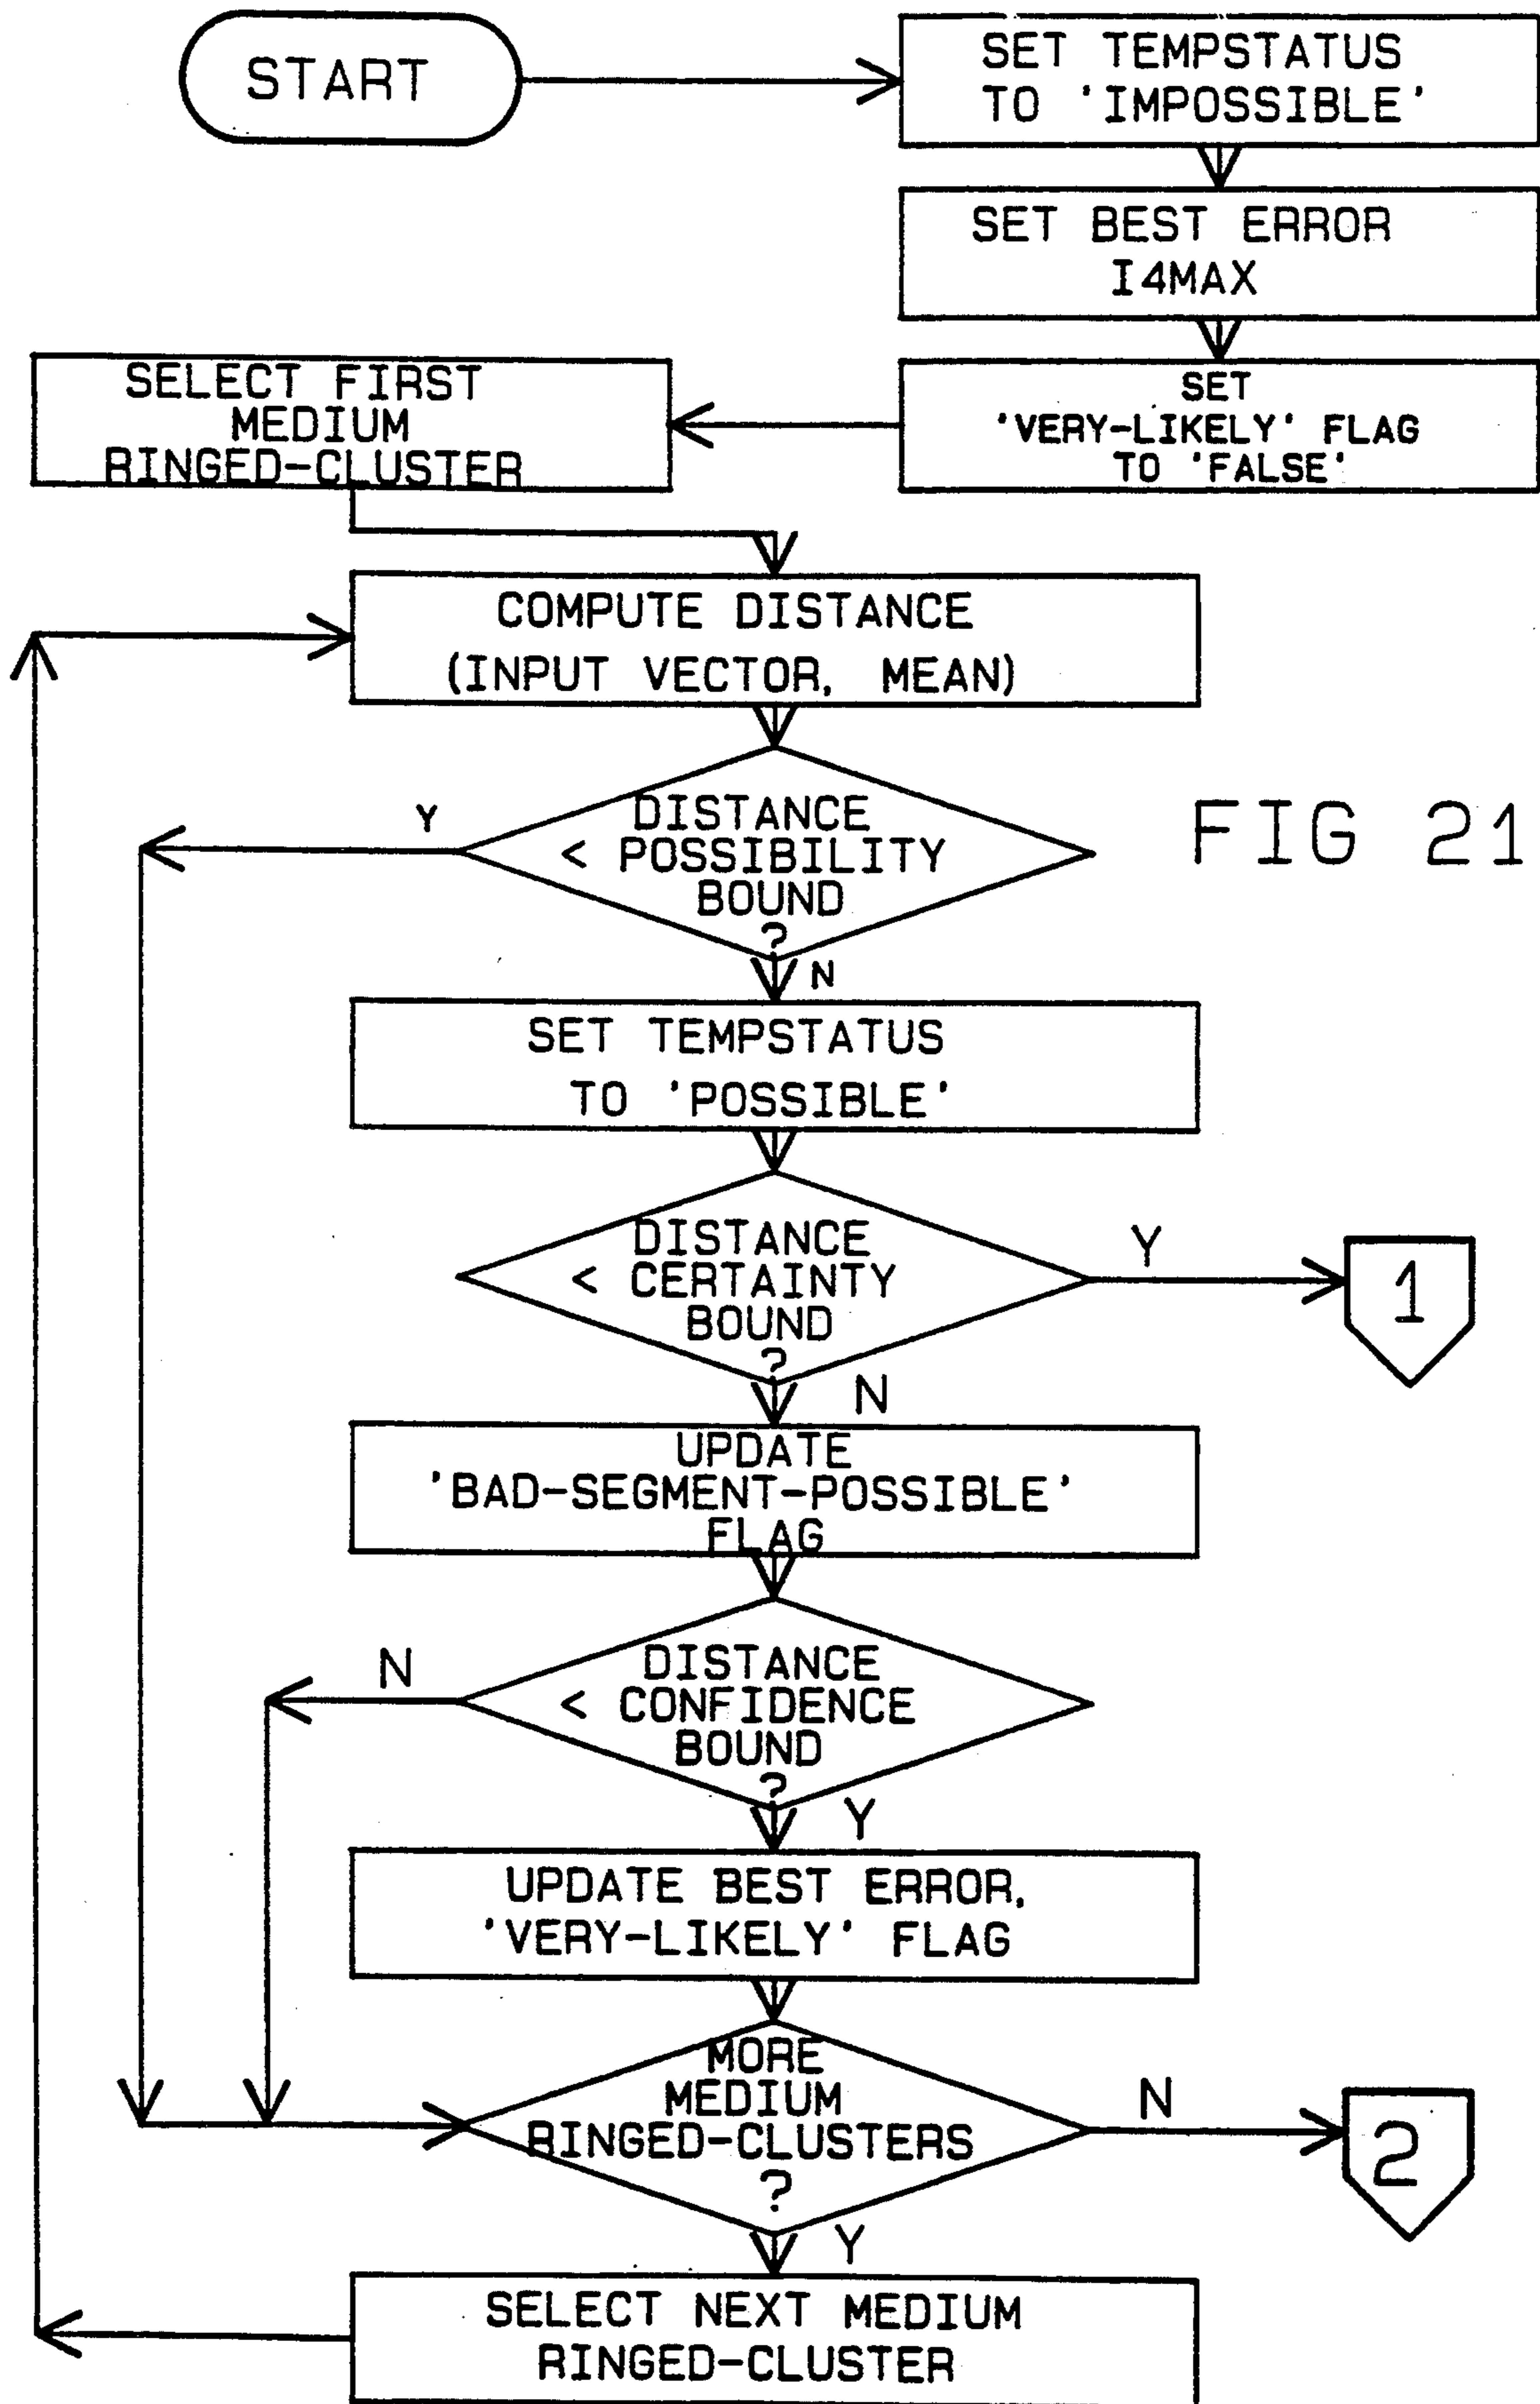 START
SET TEMPSTATUS
TO 'IMPOSSIBLE'
SET BEST ERROR
I4MAX
SET
'VERY-LIKELY' FLAG
TO 'FALSE'
SELECT FIRST
MEDIUM
RINGED-CLUSTER
COMPUTE DISTANCE
(INPUT VECTOR, MEAN)
Y
DISTANCE
< POSSIBILITY
BOUND
?
FIG 21
N
SET TEMPSTATUS
TO 'POSSIBLE'
DISTANCE
< CERTAINTY
BOUND
?
Y
1
N
UPDATE
'BAD-SEGMENT-POSSIBLE'
FLAG
N
DISTANCE
< CONFIDENCE
BOUND
?
Y
UPDATE BEST ERROR,
'VERY-LIKELY' FLAG
MORE
MEDIUM
RINGED-CLUSTERS
?
N
2
Y
SELECT NEXT MEDIUM
RINGED-CLUSTER